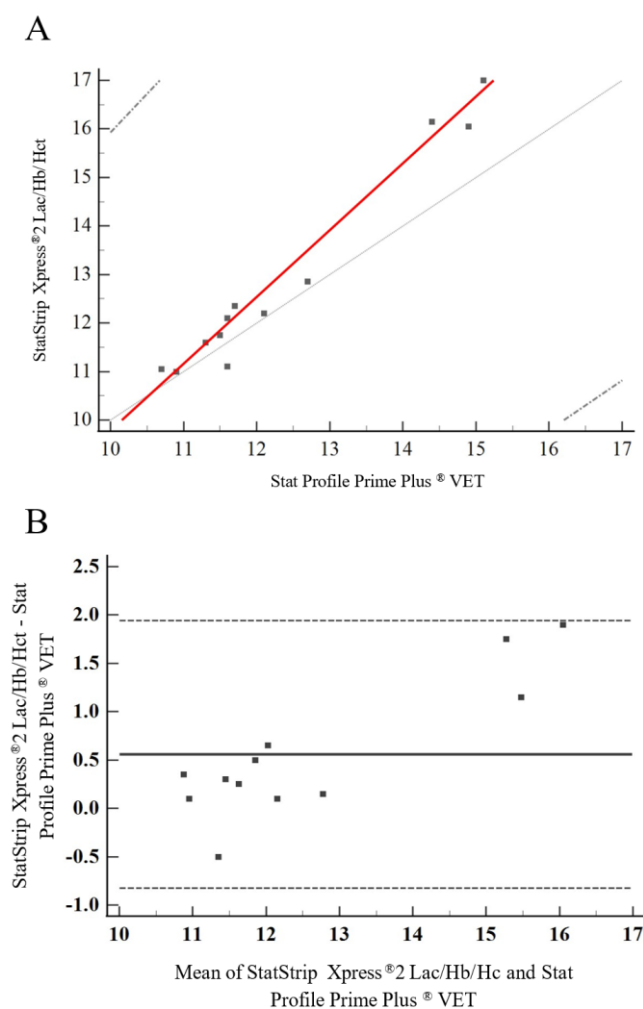 A
17
16
15
14
13
12
11
10
StatStrip Xpress®2 Lac/Hb/Hct
10 11 12 13 14 15 16 17
Stat Profile Prime Plus ® VET
B
2.5
2.0
1.5
1.0
0.5
0.0
-0.5
-1.0
StatStrip Xpress®2 Lac/Hb/Hct - Stat
Profile Prime Plus ® VET
10 11 12 13 14 15 16 17
Mean of StatStrip Xpress®2 Lac/Hb/Hc and Stat
Profile Prime Plus ® VET